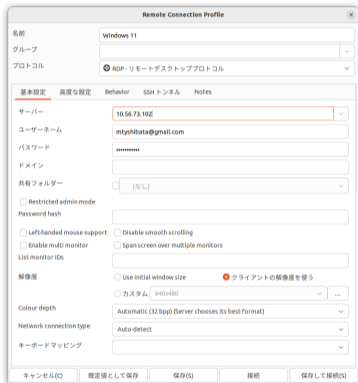 Remote Connection Profile
名前 Windows 11
グループ
プロトコル RDP - リモートデスクトッププロトコル
基本設定 高度な設定 Behavior SSH トンネル Notes
サーバー 10.56.73.102
ユーザーネーム mtyshibata@gmail.com
パスワード ••••••••••••
ドメイン
共有フォルダー (なし)
Restricted admin mode
Password hash
Left-handed mouse support Disable smooth scrolling
Enable multi monitor Span screen over multiple monitors
List monitor IDs
解像度 Use initial window size クライアントの解像度を使う
カスタム 640x480 ...
Colour depth Automatic (32 bpp) (Server chooses its best format)
Network connection type Auto-detect
キーボードマッピング
キャンセル(C) 既定値として保存 保存(S) 接続 保存して接続(S)